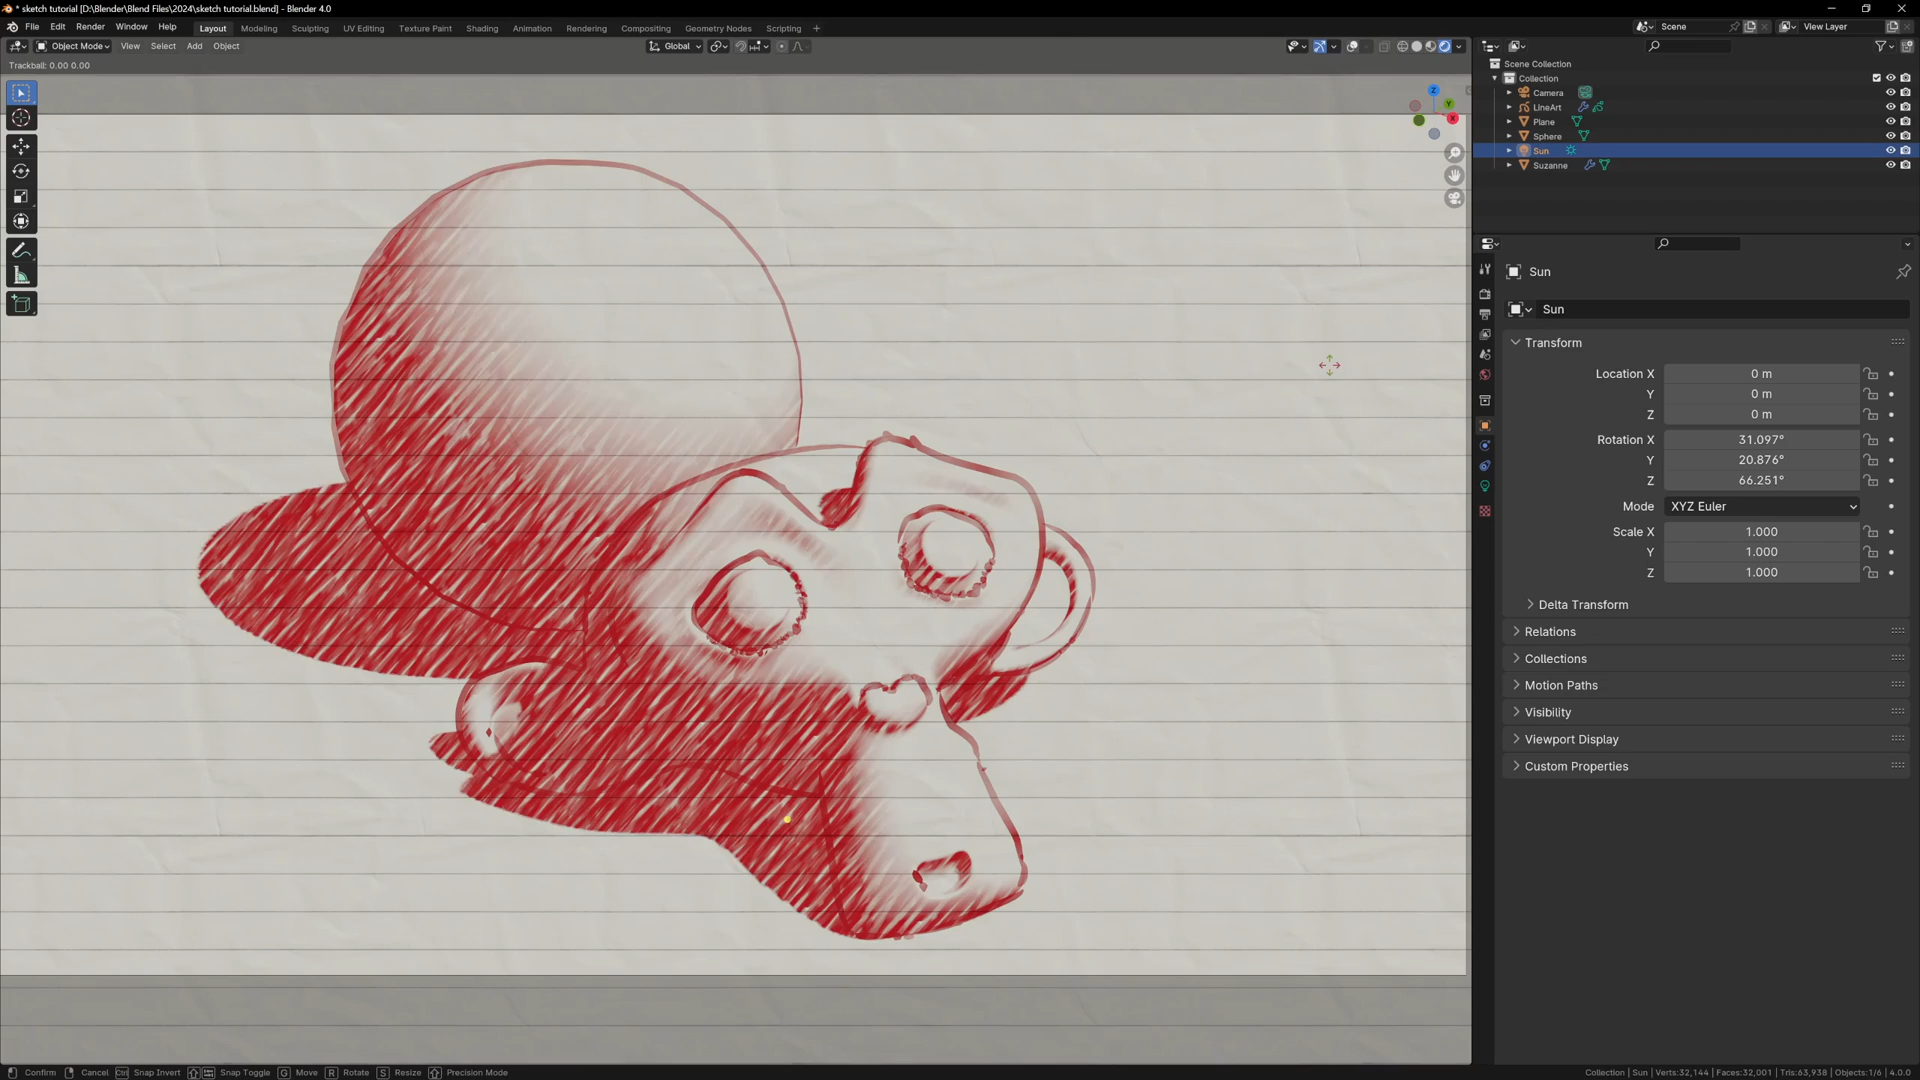 * sketch tutorial [D:\Blender\Blend Files\2024\sketch tutorial.blend] - Blender 4.0
File Edit Render Window Help Layout Modeling Sculpting UV Editing Texture Paint Shading Animation Rendering Compositing Geometry Nodes Scripting +
Scene View Layer
Object Mode View Select Add Object Global
Trackball: 0.00 0.00
Z
Y
X
Scene Collection
Collection
Camera
LineArt
Plane
Sphere
Sun
Suzanne
Sun
Sun
Transform
Location X 0 m
Y 0 m
Z 0 m
Rotation X 31.097°
Y 20.876°
Z 66.251°
Mode XYZ Euler
Scale X 1.000
Y 1.000
Z 1.000
Delta Transform
Relations
Collections
Motion Paths
Visibility
Viewport Display
Custom Properties
Confirm Cancel Ctrl Snap Invert Snap Toggle G Move R Rotate S Resize Precision Mode
Collection | Sun | Verts:32,144 | Faces:32,001 | Tris:63,938 | Objects:1/6 | 4.0.0